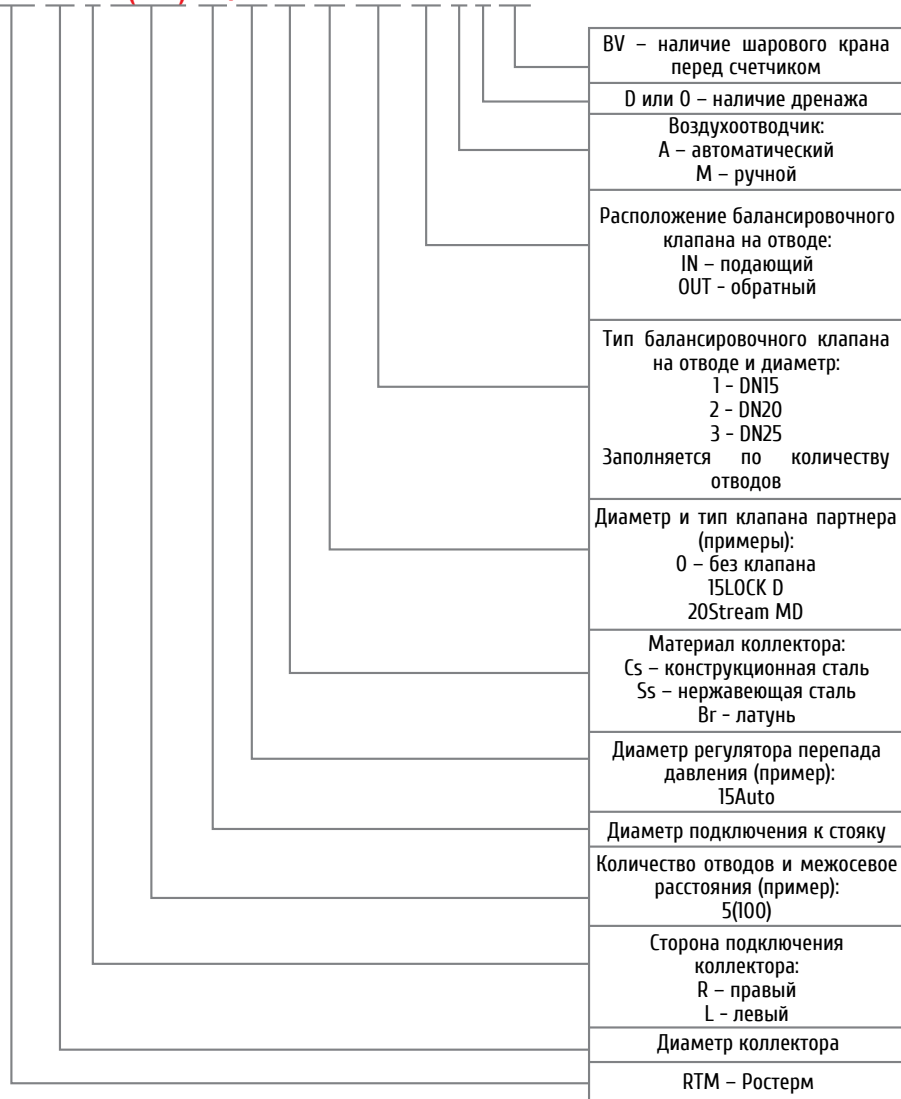 BV – наличие шарового крана
перед счетчиком
D или 0 – наличие дренажа
Воздухоотводчик:
А – автоматический
М – ручной
Расположение балансировочного
клапана на отводе:
IN – подающий
OUT - обратный
Тип балансировочного клапана
на отводе и диаметр:
1 - DN15
2 - DN20
3 - DN25
Заполняется по количеству
отводов
Диаметр и тип клапана партнера
(примеры):
0 – без клапана
15LOCK D
20Stream MD
Материал коллектора:
Cs – конструкционная сталь
Ss – нержавеющая сталь
Br - латунь
Диаметр регулятора перепада
давления (пример):
15Auto
Диаметр подключения к стояку
Количество отводов и межосевое
расстояния (пример):
5(100)
Сторона подключения
коллектора:
R – правый
L - левый
Диаметр коллектора
RTM – Ростерм